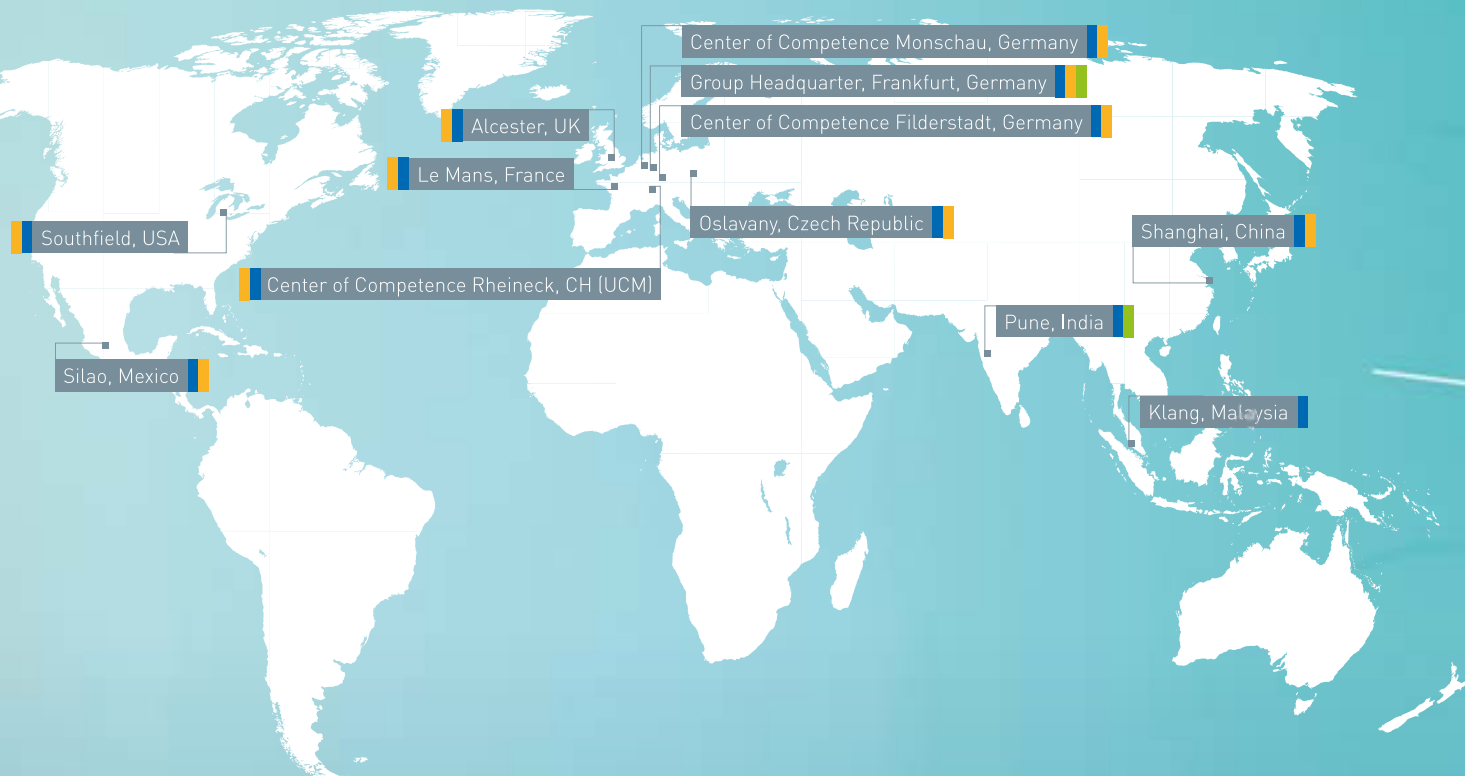 Center of Competence Monschau, Germany
Group Headquarter, Frankfurt, Germany
Center of Competence Filderstadt, Germany
Alcester, UK
Le Mans, France
Oslavany, Czech Republic
Shanghai, China
Southfield, USA
Center of Competence Rheineck, CH (UCM)
Pune, India
Silao, Mexico
Klang, Malaysia